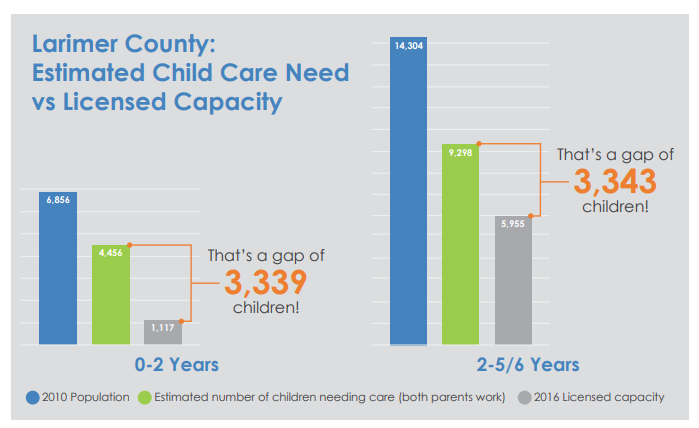 Larimer County:
Estimated Child Care Need
vs Licensed Capacity
6,856
4,456
1,117
That's a gap of
3,339
children!
0-2 Years
14,304
9,298
5,955
That's a gap of
3,343
children!
2-5/6 Years
2010 Population
Estimated number of children needing care (both parents work)
2016 Licensed capacity